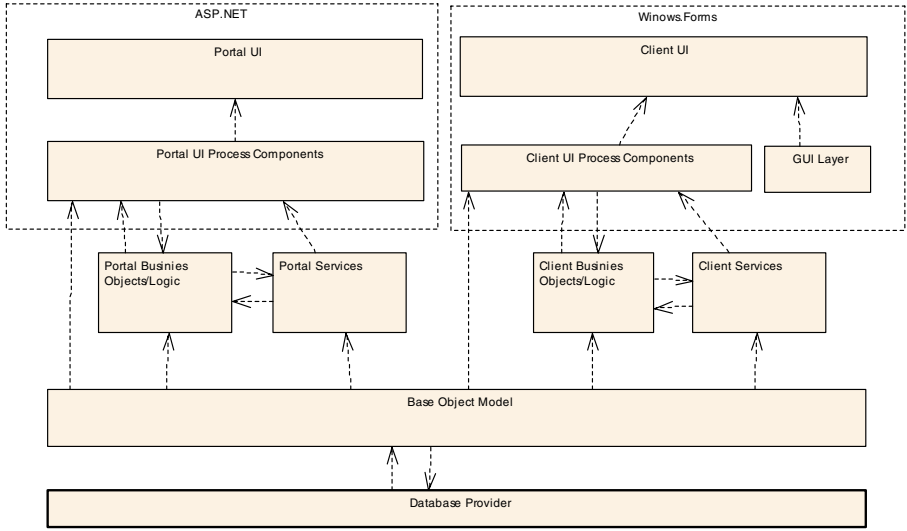 ASP.NET
Winows.Forms
Portal UI
Client UI
Portal UI Process Components
Client UI Process Components
GUI Layer
Portal Businies
Objects/Logic
Portal Services
Client Businies
Objects/Logic
Client Services
Base Object Model
Database Provider